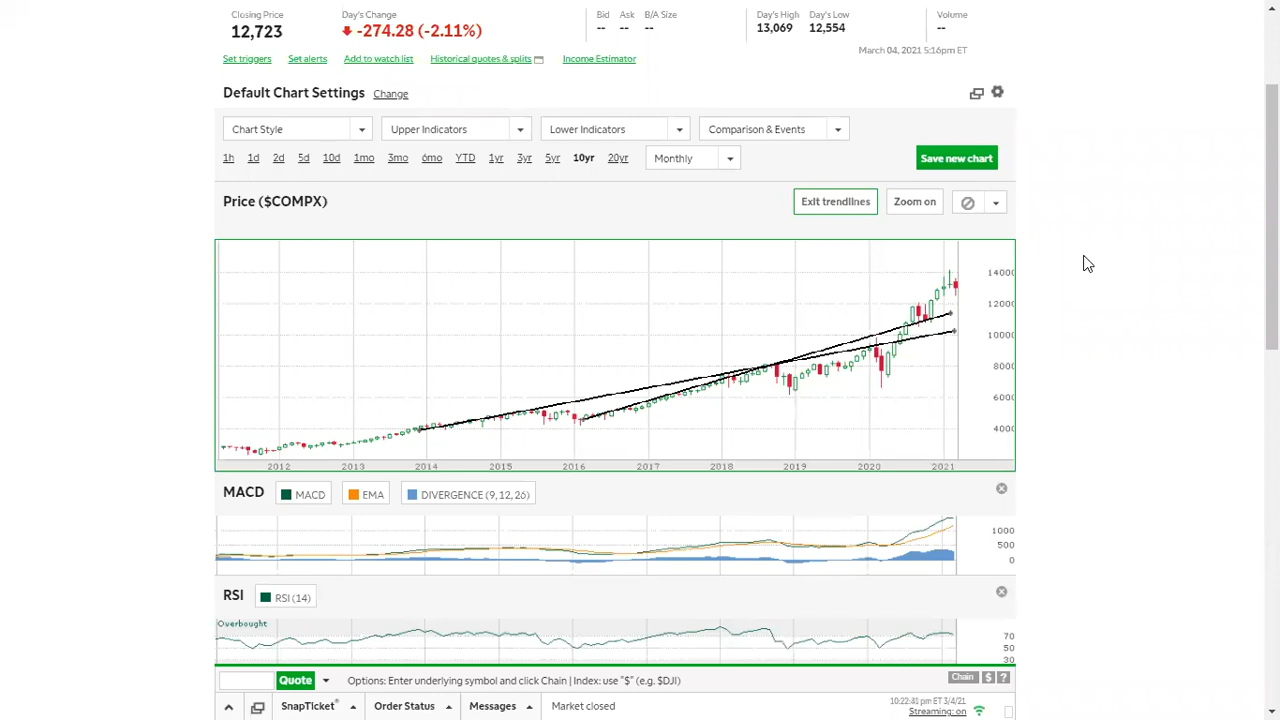 Closing Price
12,723
Day's Change
-274.28 (-2.11%)
Bid Ask B/A Size
-- -- --
Day's High Day's Low
13,069 12,554
Volume
--
March 04, 2021 5:16pm ET
Set triggers Set alerts Add to watch list Historical quotes & splits Income Estimator
Default Chart Settings Change
Chart Style Upper Indicators Lower Indicators Comparison & Events
1h 1d 2d 5d 10d 1mo 3mo 6mo YTD 1yr 3yr 5yr 10yr 20yr Monthly Save new chart
Price ($COMPX) Exit trendlines Zoom on
14000
12000
10000
8000
6000
4000
2012 2013 2014 2015 2016 2017 2018 2019 2020 2021
MACD MACD EMA DIVERGENCE (9,12,26)
1000
500
0
RSI RSI (14)
Overbought
70
50
30
Quote Options: Enter underlying symbol and click Chain | Index: use "$" (e.g. $DJI) Chain $ ?
SnapTicket® Order Status Messages Market closed
10:22:31 pm ET 3/4/21
Streaming: on